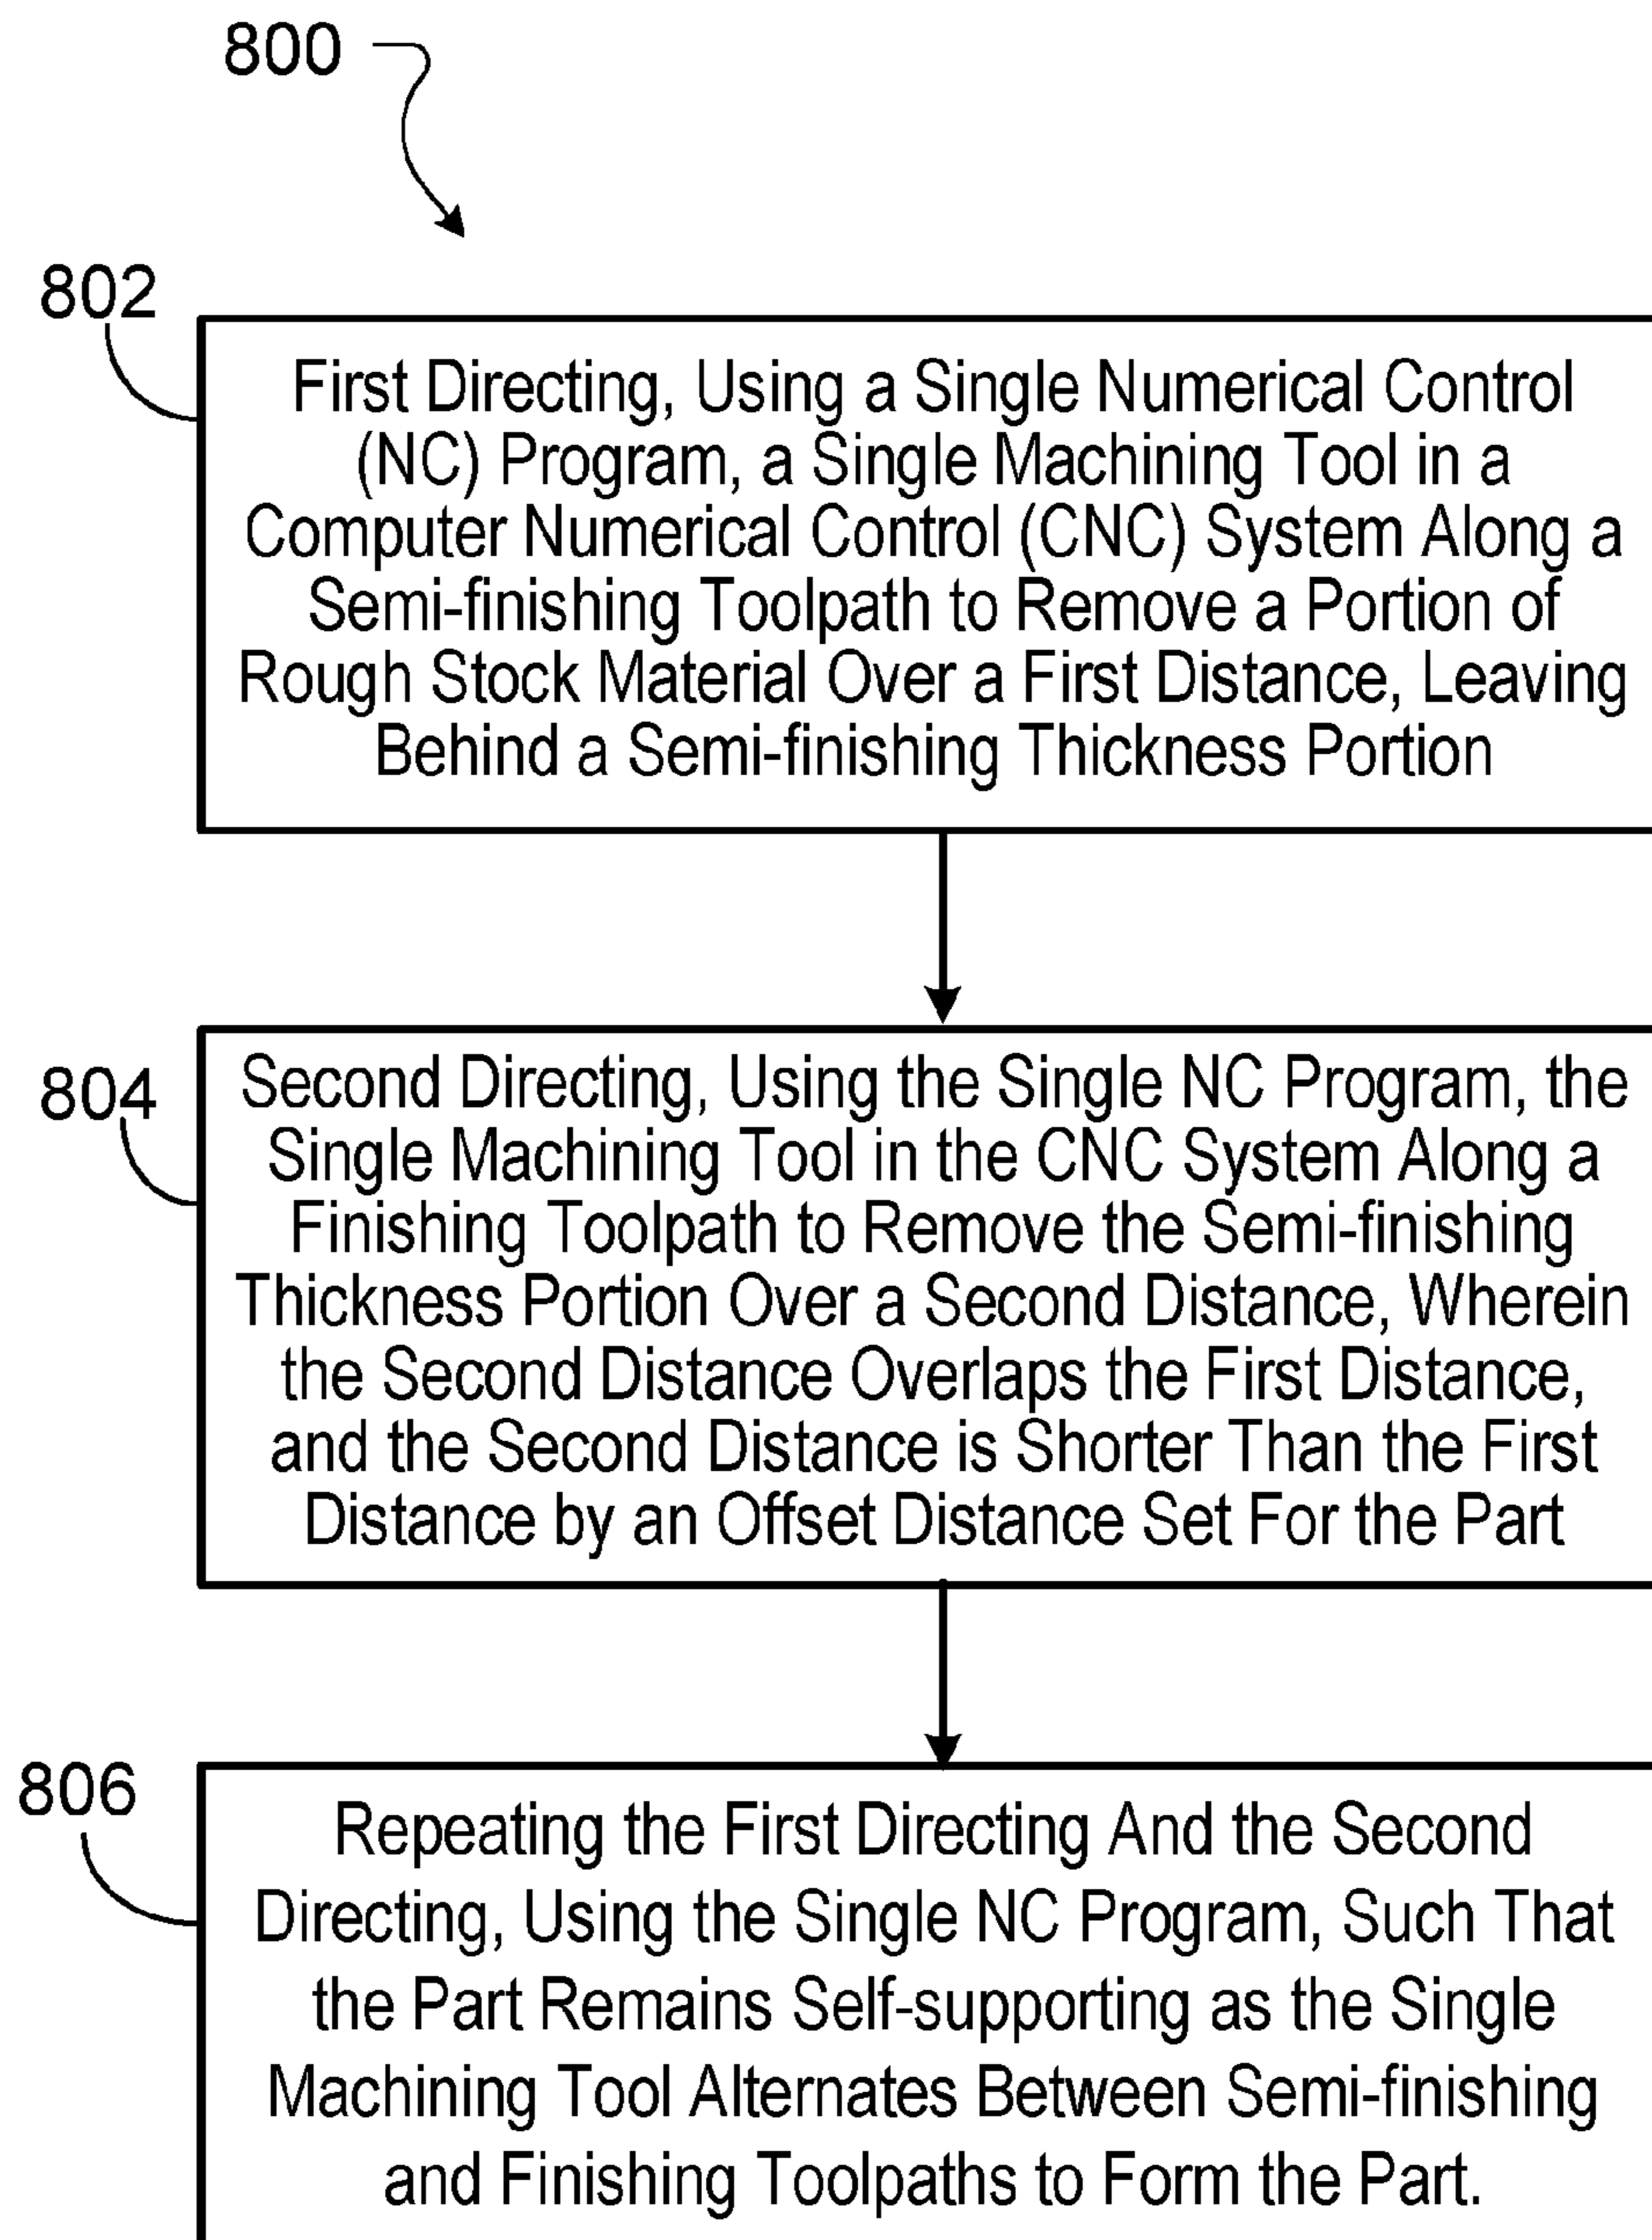 800
802
First Directing, Using a Single Numerical Control
(NC) Program, a Single Machining Tool in a
Computer Numerical Control (CNC) System Along a
Semi-finishing Toolpath to Remove a Portion of
Rough Stock Material Over a First Distance, Leaving
Behind a Semi-finishing Thickness Portion
804
Second Directing, Using the Single NC Program, the
Single Machining Tool in the CNC System Along a
Finishing Toolpath to Remove the Semi-finishing
Thickness Portion Over a Second Distance, Wherein
the Second Distance Overlaps the First Distance,
and the Second Distance is Shorter Than the First
Distance by an Offset Distance Set For the Part
806
Repeating the First Directing And the Second
Directing, Using the Single NC Program, Such That
the Part Remains Self-supporting as the Single
Machining Tool Alternates Between Semi-finishing
and Finishing Toolpaths to Form the Part.